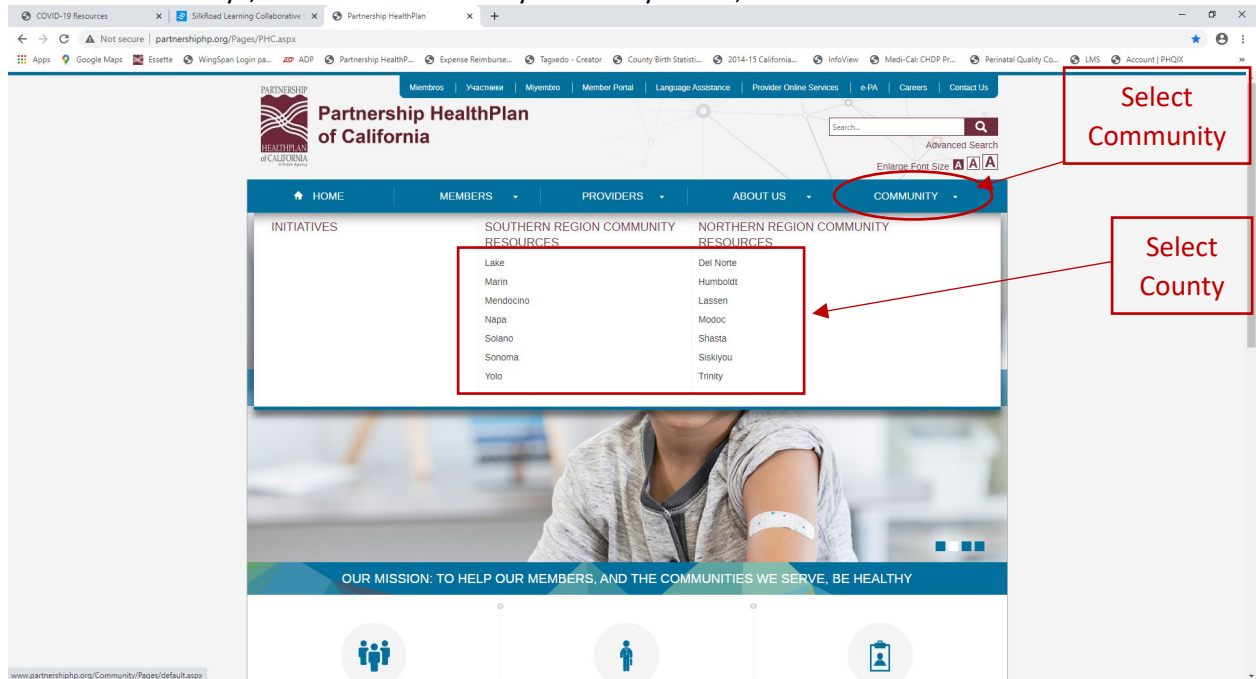 COVID-19 Resources
SilkRoad Learning Collaborative |
Partnership HealthPlan
Not secure | partnershiphp.org/Pages/PHC.aspx
Apps Google Maps Essette WingSpan Login pa... ADP Partnership HealthP... Expense Reimburse... Tagxedo - Creator County Birth Statisti... 2014-15 California... InfoView Medi-Cal: CHDP Pr... Perinatal Quality Co... LMS Account | PHQIX »
Miembros | Участники | Miyembro | Member Portal | Language Assistance | Provider Online Services | e-PA | Careers | Contact Us
PARTNERSHIP
HEALTHPLAN
of CALIFORNIA
A Public Agency
Partnership HealthPlan
of California
Search...
Advanced Search
Enlarge Font Size A A A
Select
Community
HOME MEMBERS PROVIDERS ABOUT US COMMUNITY
INITIATIVES
SOUTHERN REGION COMMUNITY
RESOURCES
Lake
Marin
Mendocino
Napa
Solano
Sonoma
Yolo
NORTHERN REGION COMMUNITY
RESOURCES
Del Norte
Humboldt
Lassen
Modoc
Shasta
Siskiyou
Trinity
Select
County
OUR MISSION: TO HELP OUR MEMBERS, AND THE COMMUNITIES WE SERVE, BE HEALTHY
www.partnershiphp.org/Community/Pages/default.aspx